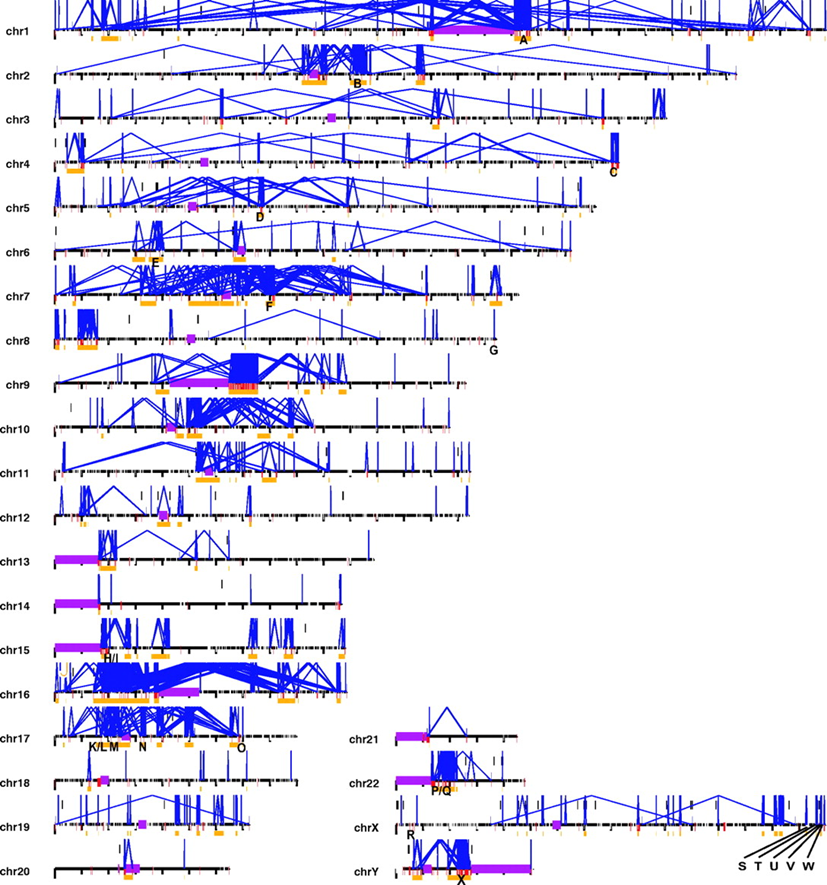 chr1
A
chr2
B
chr3
chr4
C
chr5
D
chr6
E
chr7
F
chr8
G
chr9
chr10
chr11
chr12
chr13
chr14
chr15
H/I
J
chr16
chr17
K/L M N O
chr21
chr18
chr22
P/Q
chr19
chrX
R
S T U V W
chr20
chrY
X